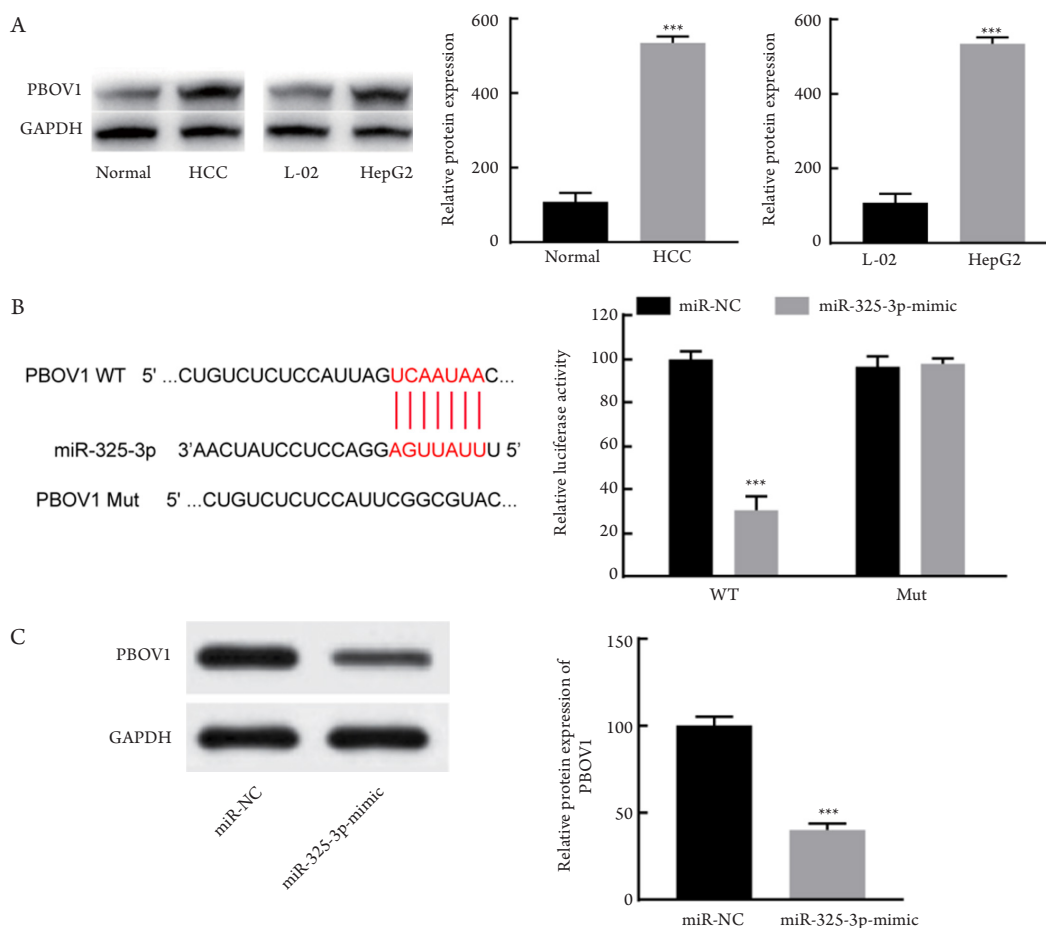 A
PBOV1
GAPDH
Normal HCC L-02 HepG2
Relative protein expression
600
400
200
0
***
Normal HCC
Relative protein expression
600
400
200
0
***
L-02 HepG2
B
PBOV1 WT 5' ...CUGUCUCUCCAUUAGUCAAUAAC...
miR-325-3p 3'AACUAUCCUCCAGGAGUUAUUU 5'
PBOV1 Mut 5' ...CUGUCUCUCCAUUCGGCGUAC...
miR-NC miR-325-3p-mimic
Relative luciferase activity
120
100
80
60
40
20
0
***
WT Mut
C
PBOV1
GAPDH
miR-NC
miR-325-3p-mimic
Relative protein expression of
PBOV1
150
100
50
0
***
miR-NC miR-325-3p-mimic